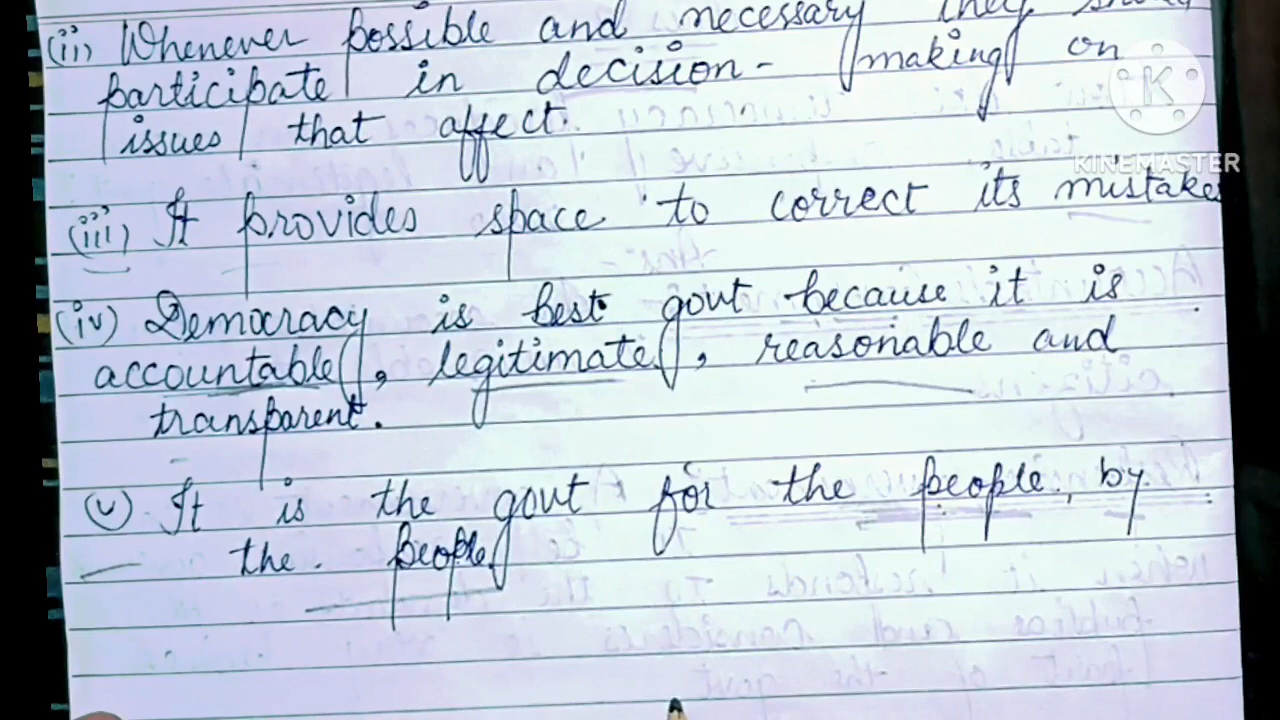 (ii) Whenever possible and necessary they should
participate in decision - making on
issues that affect.
(iii) It provides space to correct its mistakes
(iv) Democracy is best govt because it is
accountable, legitimate, reasonable and
transparent.
(v) It is the govt for the people, by
the people
K
KINEMASTER